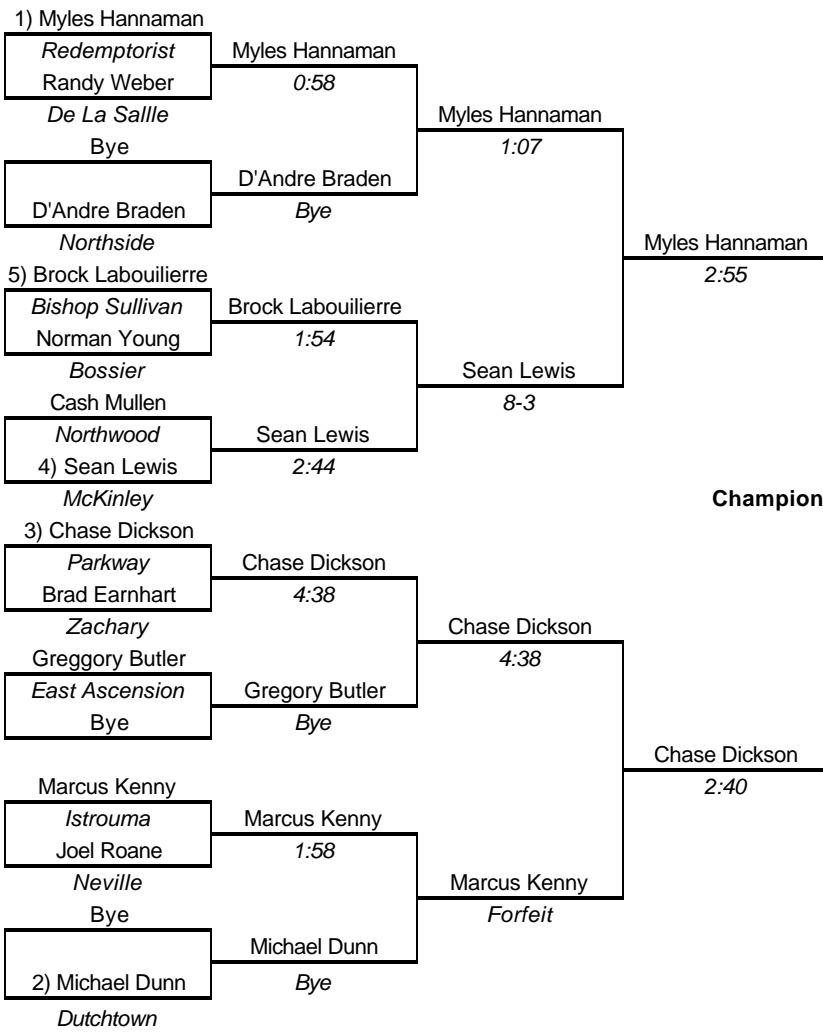 1) Myles Hannaman
Redemptorist Myles Hannaman
Randy Weber 0:58
De La Sallle Myles Hannaman
Bye 1:07
D'Andre Braden
D'Andre Braden Bye
Northside Myles Hannaman
5) Brock Labouilierre 2:55
Bishop Sullivan Brock Labouilierre
Norman Young 1:54
Bossier Sean Lewis
Cash Mullen 8-3
Northwood Sean Lewis
4) Sean Lewis 2:44
McKinley Champion
3) Chase Dickson
Parkway Chase Dickson
Brad Earnhart 4:38
Zachary Chase Dickson
Greggory Butler 4:38
East Ascension Gregory Butler
Bye Bye
Chase Dickson
Marcus Kenny 2:40
Istrouma Marcus Kenny
Joel Roane 1:58
Neville Marcus Kenny
Bye Forfeit
Michael Dunn
2) Michael Dunn Bye
Dutchtown